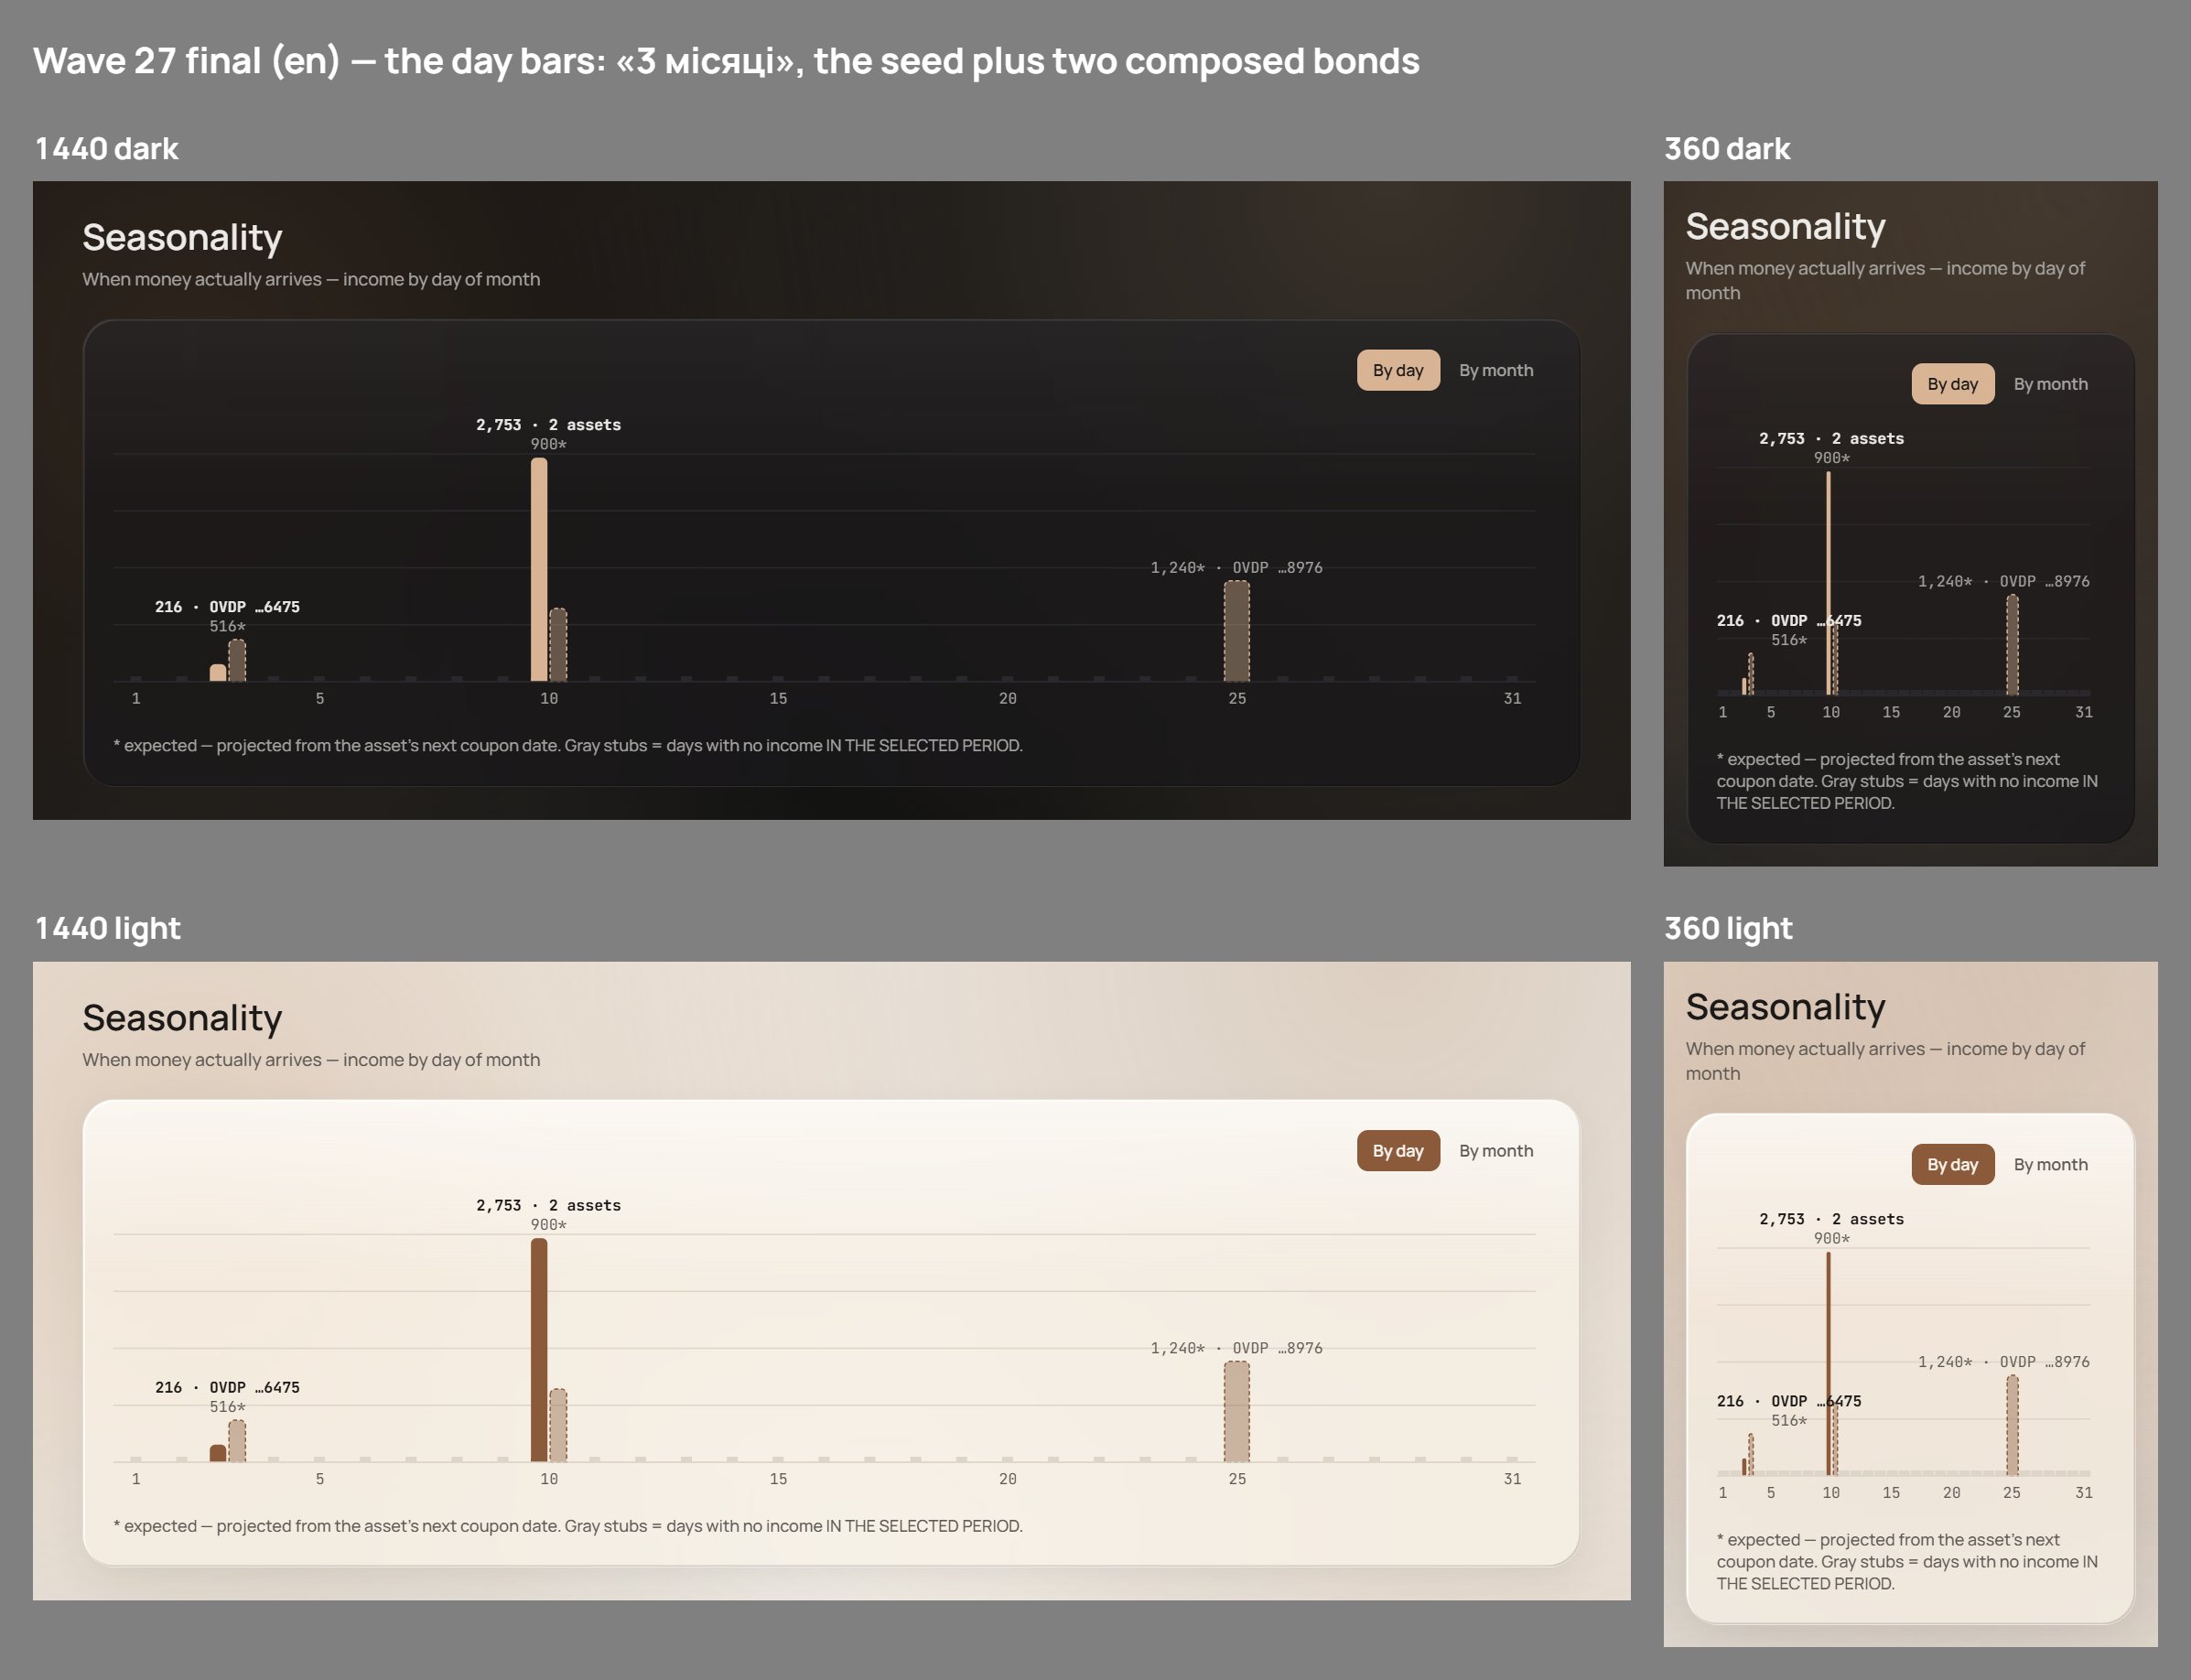 Wave 27 final (en) — the day bars: «3 місяці», the seed plus two composed bonds
1440 dark
Seasonality
When money actually arrives — income by day of month
By day By month
2,753 · 2 assets
900*
1,240* · OVDP …8976
216 · OVDP …6475
516*
1 5 10 15 20 25 31
* expected — projected from the asset's next coupon date. Gray stubs = days with no income IN THE SELECTED PERIOD.
360 dark
Seasonality
When money actually arrives — income by day of
month
By day By month
2,753 · 2 assets
900*
1,240* · OVDP …8976
216 · OVDP …6475
516*
1 5 10 15 20 25 31
* expected — projected from the asset's next
coupon date. Gray stubs = days with no income IN
THE SELECTED PERIOD.
1440 light
Seasonality
When money actually arrives — income by day of month
By day By month
2,753 · 2 assets
900*
1,240* · OVDP …8976
216 · OVDP …6475
516*
1 5 10 15 20 25 31
* expected — projected from the asset's next coupon date. Gray stubs = days with no income IN THE SELECTED PERIOD.
360 light
Seasonality
When money actually arrives — income by day of
month
By day By month
2,753 · 2 assets
900*
1,240* · OVDP …8976
216 · OVDP …6475
516*
1 5 10 15 20 25 31
* expected — projected from the asset's next
coupon date. Gray stubs = days with no income IN
THE SELECTED PERIOD.